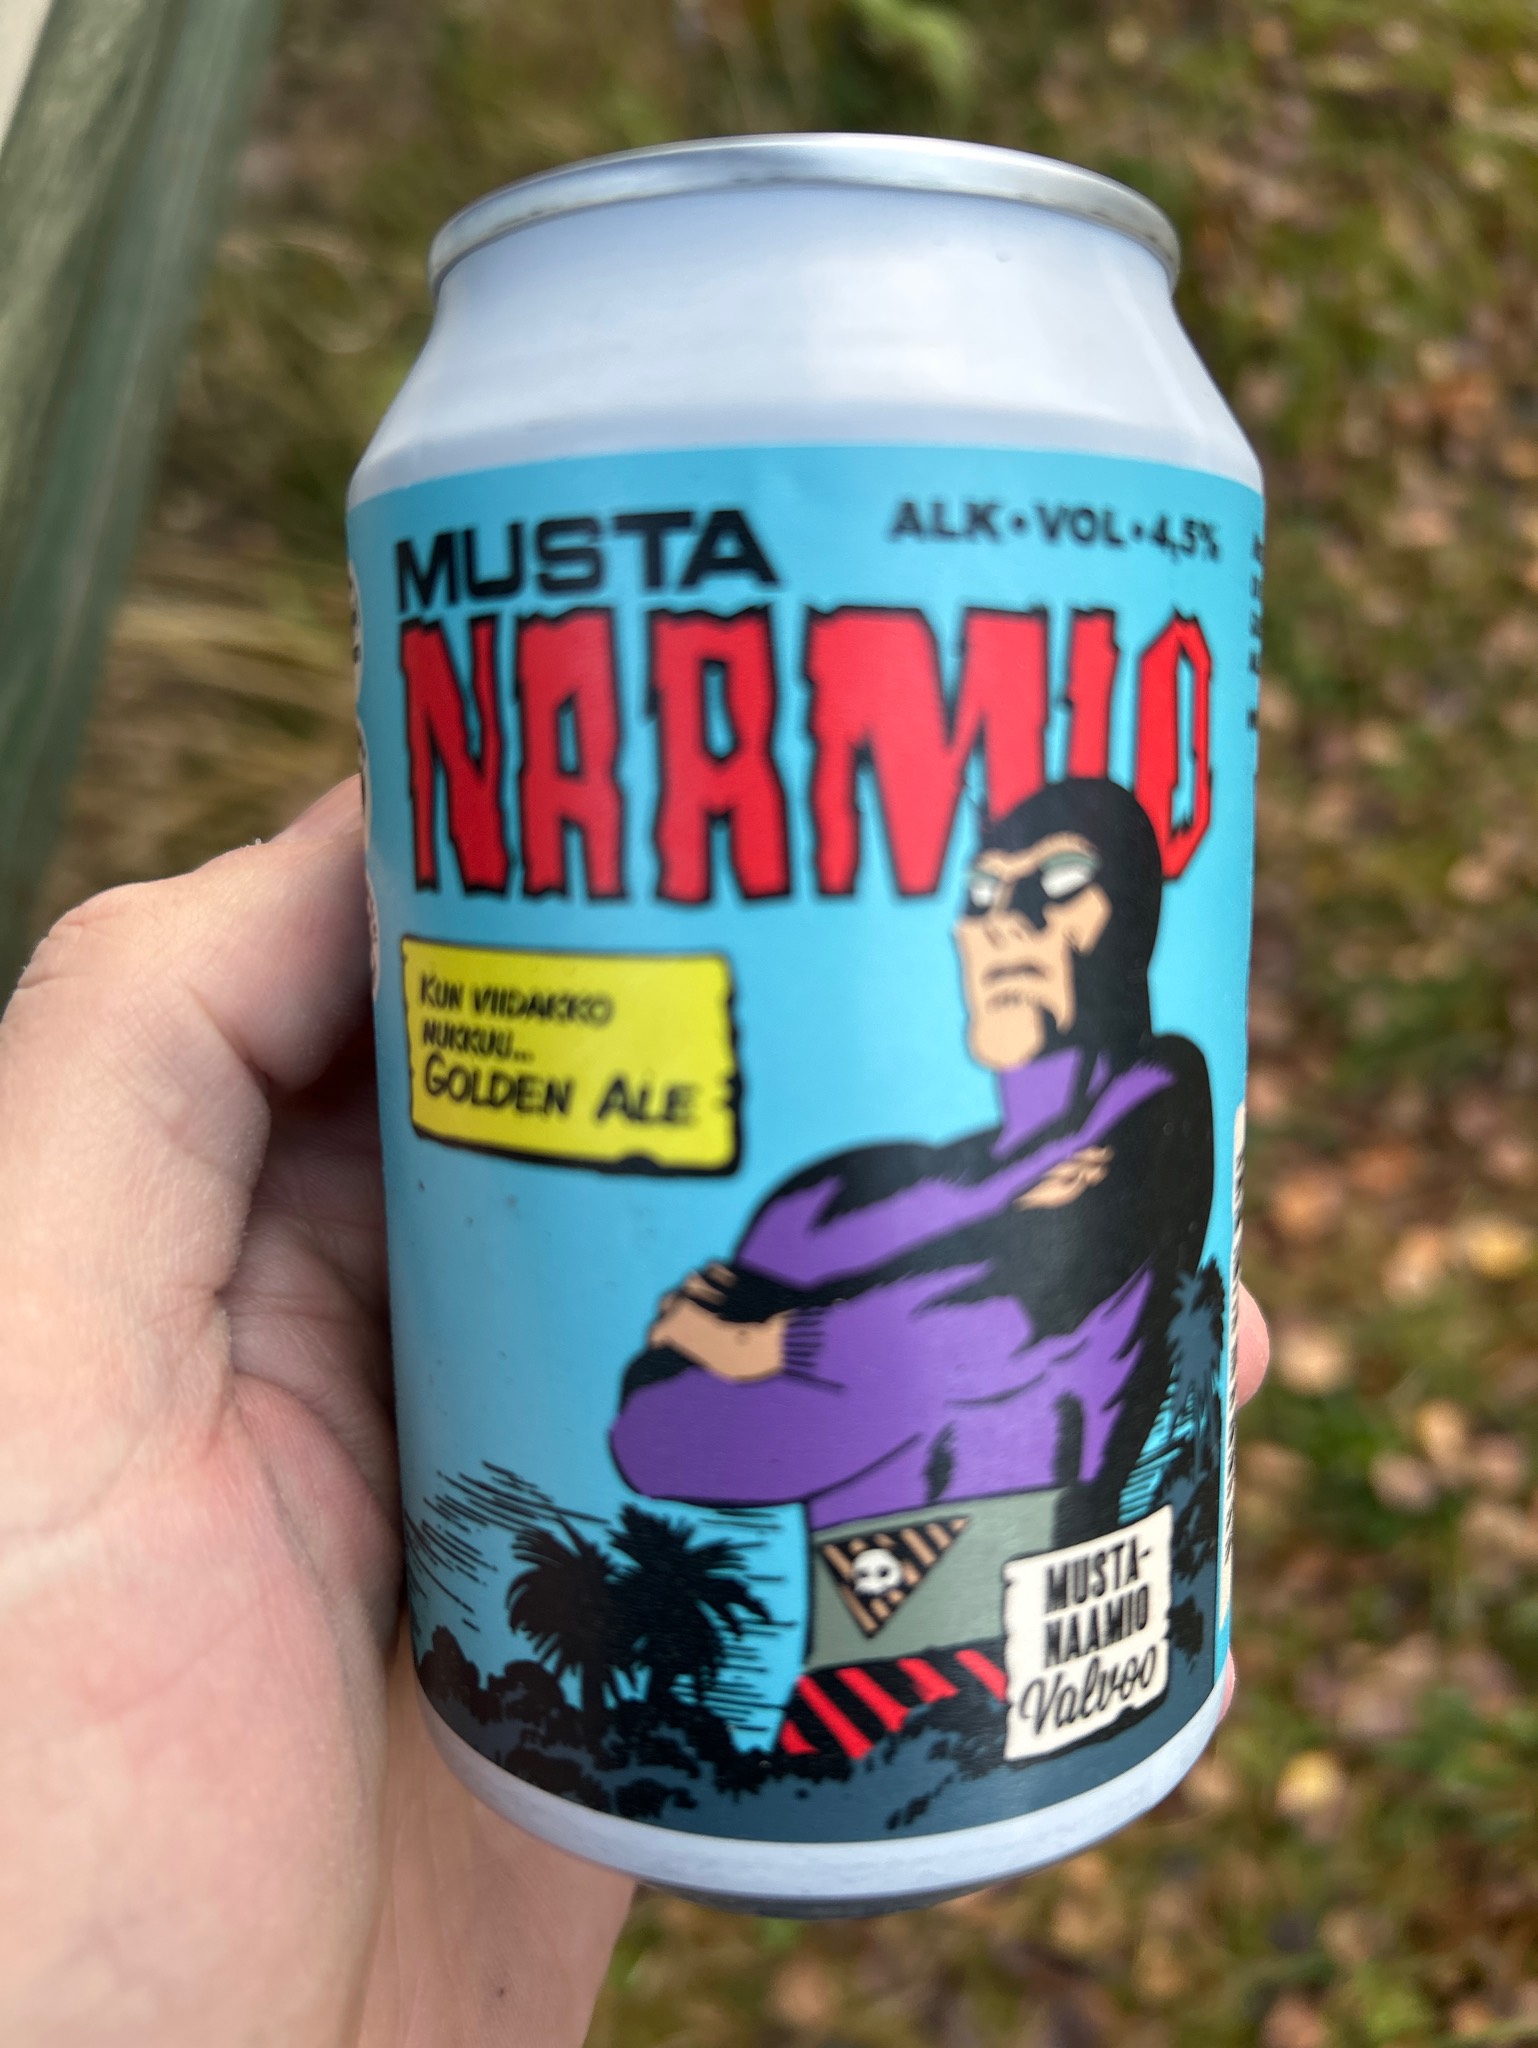 MUSTA
ALK·VOL·4,5%
NAAMIO
KUN VIIDAKKO
NUKKUU...
GOLDEN ALE
MUSTA-
NAAMIO
Valvoo